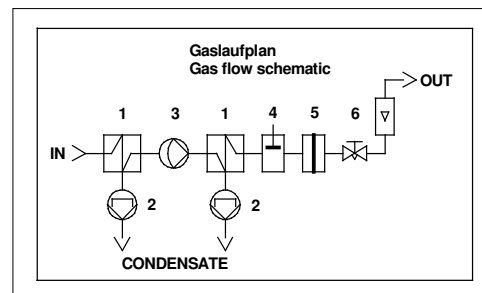 Gaslaufplan
Gas flow schematic
OUT
1 3 1 4 5 6
IN
2 2
CONDENSATE